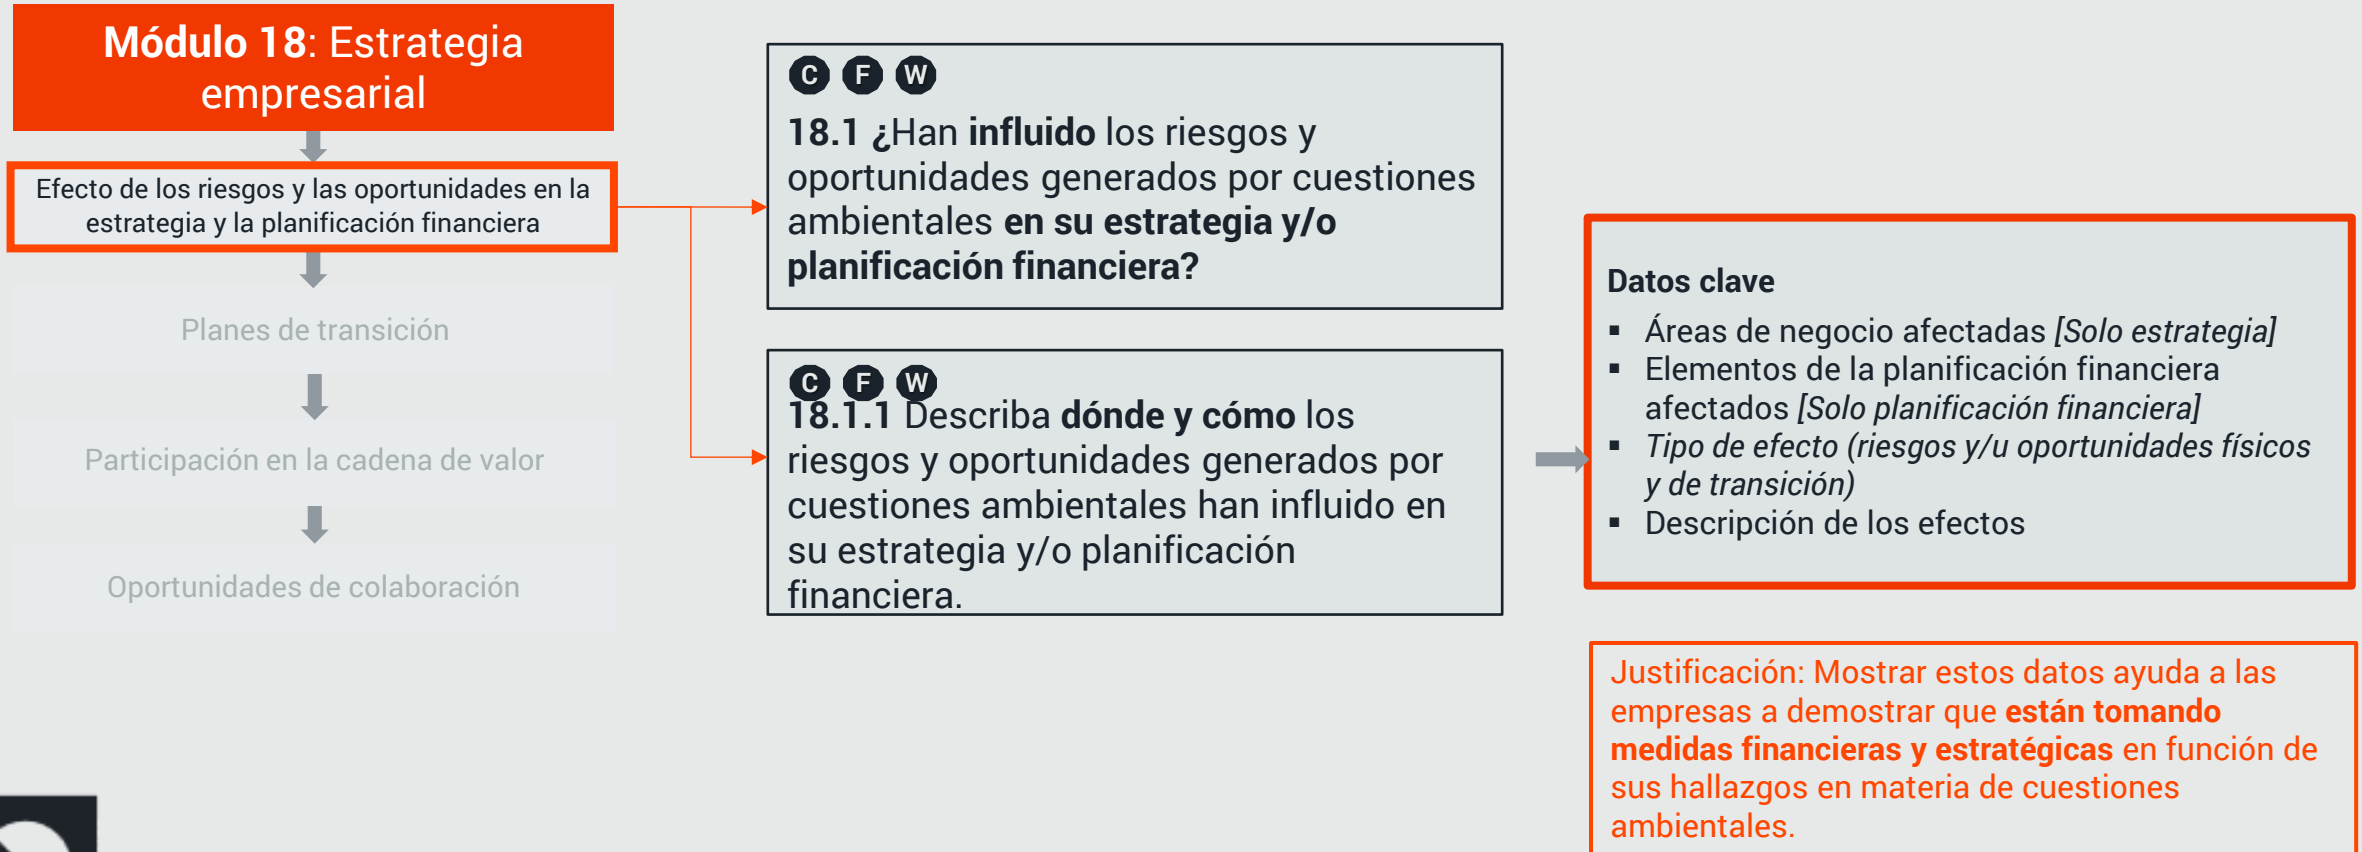 Módulo 18: Estrategia
empresarial
Efecto de los riesgos y las oportunidades en la
estrategia y la planificación financiera
Planes de transición
Participación en la cadena de valor
Oportunidades de colaboración
C F W
18.1 ¿Han influido los riesgos y
oportunidades generados por cuestiones
ambientales en su estrategia y/o
planificación financiera?
C F W
18.1.1 Describa dónde y cómo los
riesgos y oportunidades generados por
cuestiones ambientales han influido en
su estrategia y/o planificación
financiera.
Datos clave
▪ Áreas de negocio afectadas [Solo estrategia]
▪ Elementos de la planificación financiera
afectados [Solo planificación financiera]
▪ Tipo de efecto (riesgos y/u oportunidades físicos
y de transición)
▪ Descripción de los efectos
Justificación: Mostrar estos datos ayuda a las
empresas a demostrar que están tomando
medidas financieras y estratégicas en función de
sus hallazgos en materia de cuestiones
ambientales.